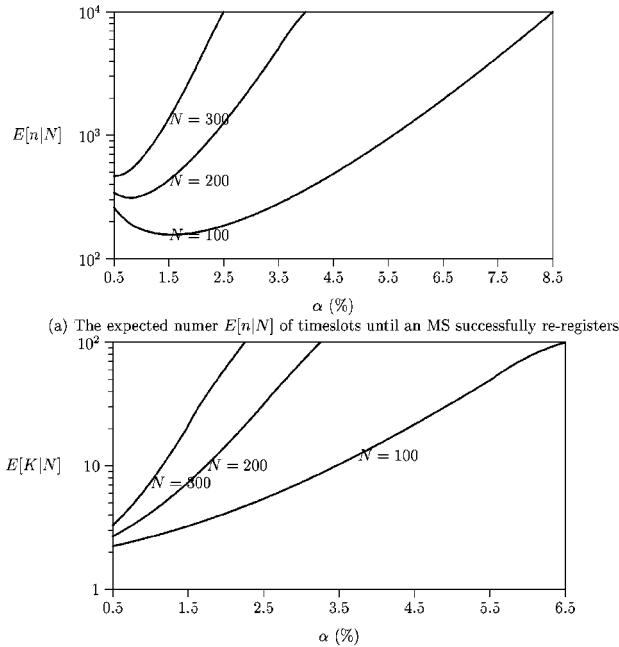 10^4
N = 300
E[n|N] 10^3
N = 200
N = 100
10^2
0.5 1.5 2.5 3.5 4.5 5.5 6.5 7.5 8.5
α (%)
(a) The expected numer E[n|N] of timeslots until an MS successfully re-registers
10^2
N = 100
E[K|N] 10 N = 200
N = 300
1
0.5 1.5 2.5 3.5 4.5 5.5 6.5
α (%)